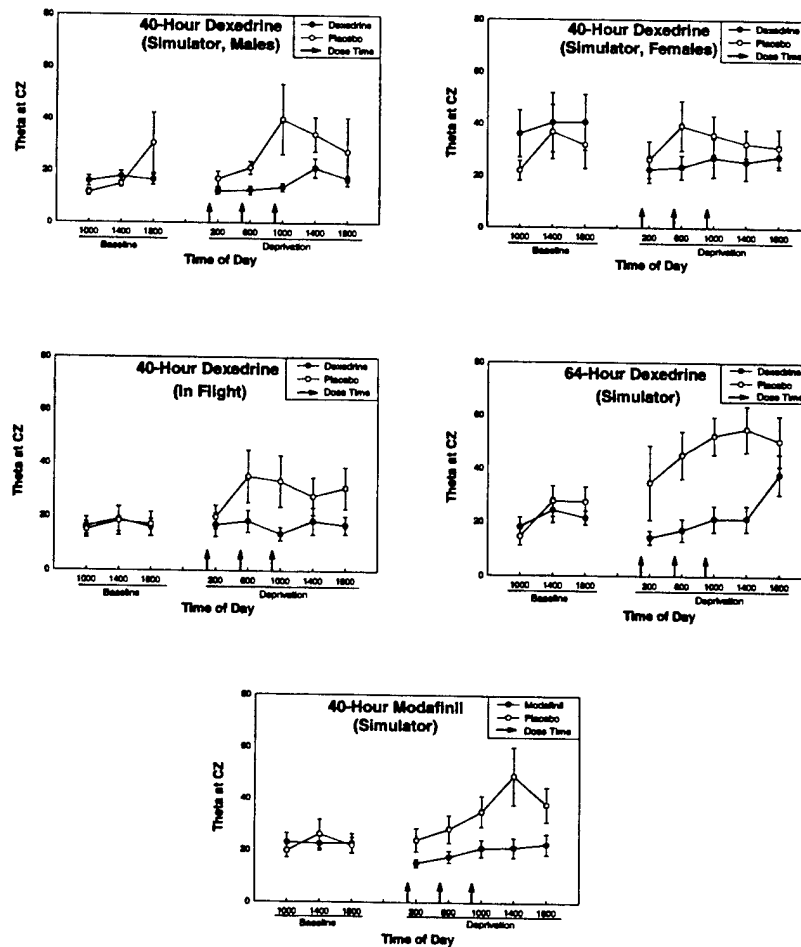 40-Hour Dexedrine
(Simulator, Males)
Dexedrine
Placebo
Dose Time
Theta at CZ
80
60
40
20
0
1000 1400 1800 200 600 1000 1400 1800
Baseline Deprivation
Time of Day
40-Hour Dexedrine
(Simulator, Females)
Dexedrine
Placebo
Dose Time
Theta at CZ
80
60
40
20
0
1000 1400 1800 200 600 1000 1400 1800
Baseline Deprivation
Time of Day
40-Hour Dexedrine
(In Flight)
Dexedrine
Placebo
Dose Time
Theta at CZ
80
60
40
20
0
1000 1400 1800 200 600 1000 1400 1800
Baseline Deprivation
Time of Day
64-Hour Dexedrine
(Simulator)
Dexedrine
Placebo
Dose Time
Theta at CZ
80
60
40
20
0
1000 1400 1800 200 600 1000 1400 1800
Baseline Deprivation
Time of Day
40-Hour Modafinil
(Simulator)
Modafinil
Placebo
Dose Time
Theta at CZ
80
60
40
20
0
1000 1400 1800 200 600 1000 1400 1800
Baseline Deprivation
Time of Day